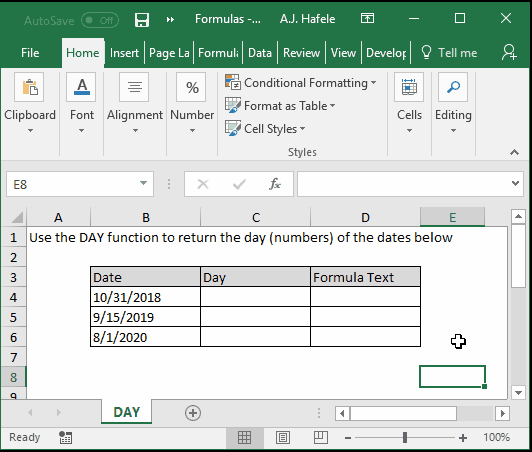 AutoSave Off Formulas -... A.J. Hafele
File Home Insert Page La Formula Data Review View Develop Tell me
Clipboard Font Alignment Number Conditional Formatting Format as Table Cell Styles Cells Editing
Styles
E8 fx
A B C D E
1 Use the DAY function to return the day (numbers) of the dates below
2
3 Date Day Formula Text
4 10/31/2018
5 9/15/2019
6 8/1/2020
7
8
9
DAY
Ready 100%